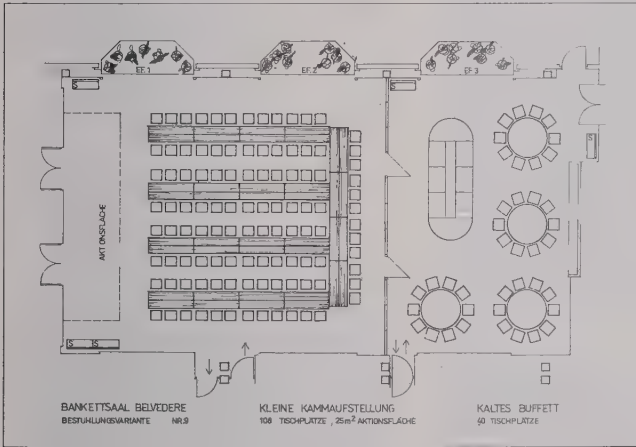 EF. 1
EF. 2
EF. 3
S
S
S
AKTIONSFLÄCHE
S S
BANKETTSAAL BELVEDERE
BESTUHLUNGSVARIANTE NR.9
KLEINE KAMMAUFSTELLUNG
108 TISCHPLÄTZE , 25m² AKTIONSFLÄCHE
KALTES BUFFETT
40 TISCHPLÄTZE